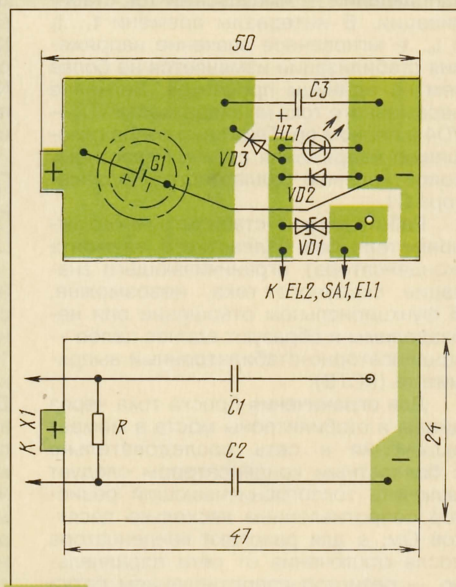 50
C3
+
HL1
G1
+ -
VD3
+
VD2
-
VD1
К EL2, SA1, EL1
C1
К X1
+
R
C2
24
47